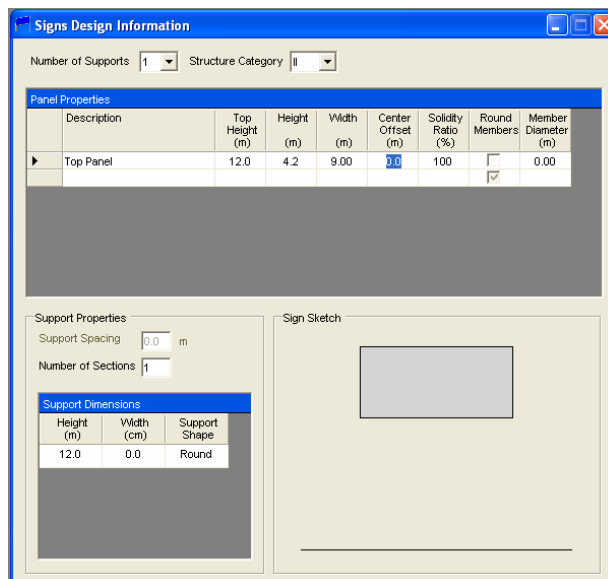 Signs Design Information
Number of Supports 1 Structure Category II
Panel Properties
Description Top Height (m) Height (m) Width (m) Center Offset (m) Solidity Ratio (%) Round Members Member Diameter (m)
Top Panel 12.0 4.2 9.00 0.0 100 0.00
Support Properties
Support Spacing 0.0 m
Number of Sections 1
Support Dimensions
Height (m) Width (cm) Support Shape
12.0 0.0 Round
Sign Sketch